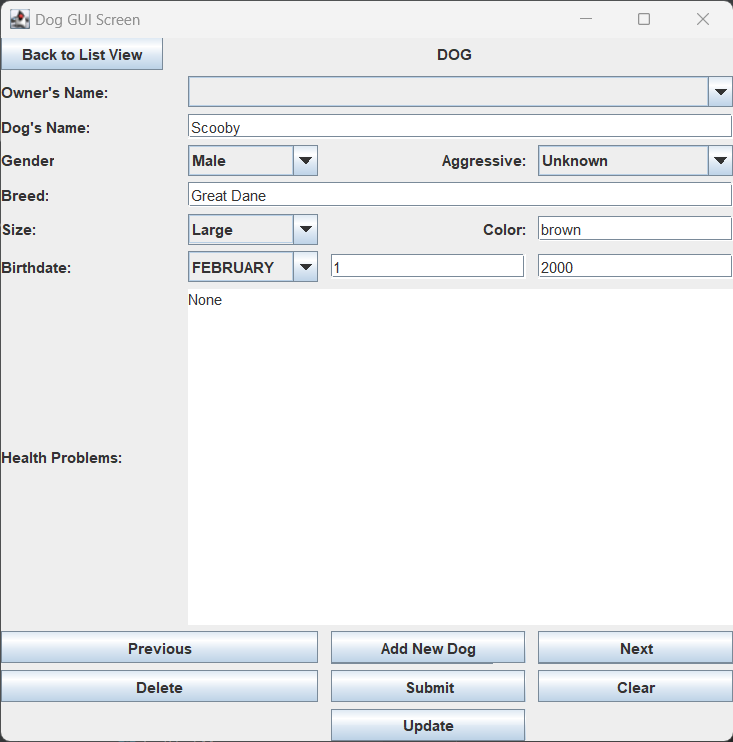 Dog GUI Screen
Back to List View DOG
Owner's Name:
Dog's Name: Scooby
Gender Male Aggressive: Unknown
Breed: Great Dane
Size: Large Color: brown
Birthdate: FEBRUARY 1 2000
None
Health Problems:
Previous Add New Dog Next
Delete Submit Clear
Update